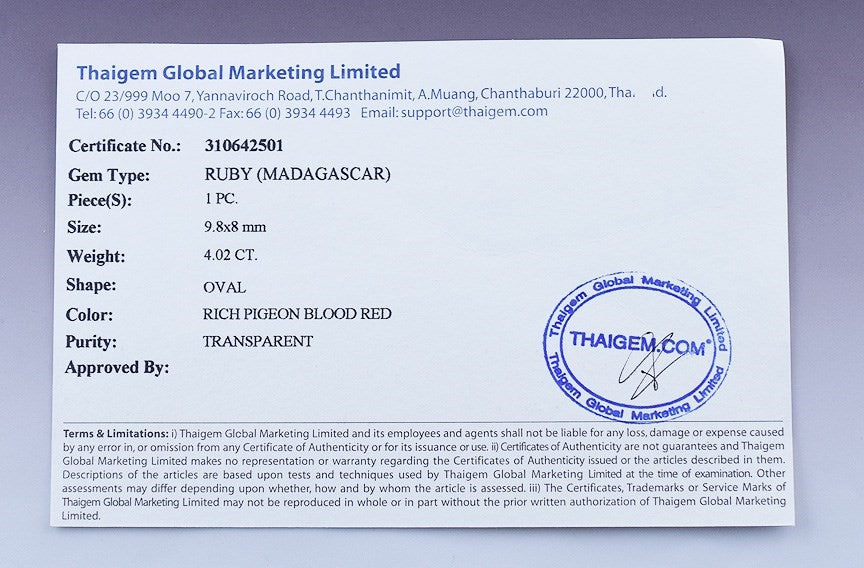 Thaigem Global Marketing Limited
C/O 23/999 Moo 7, Yannaviroch Road, T.Chanthanimit, A.Muang, Chanthaburi 22000, Tha. .d.
Tel: 66 (0) 3934 4490-2 Fax: 66 (0) 3934 4493 Email: support@thaigem.com
Certificate No.: 310642501
Gem Type: RUBY (MADAGASCAR)
Piece(S): 1 PC.
Size: 9.8x8 mm
Weight: 4.02 CT.
Shape: OVAL
Color: RICH PIGEON BLOOD RED
Purity: TRANSPARENT
Approved By:
Thaigem Global Marketing Limited
THAIGEM.COM®
Thaigem Global Marketing Limited
Terms & Limitations: i) Thaigem Global Marketing Limited and its employees and agents shall not be liable for any loss, damage or expense caused
by any error in, or omission from any Certificate of Authenticity or for its issuance or use. ii) Certificates of Authenticity are not guarantees and Thaigem
Global Marketing Limited makes no representation or warranty regarding the Certificates of Authenticity issued or the articles described in them.
Descriptions of the articles are based upon tests and techniques used by Thaigem Global Marketing Limited at the time of examination. Other
assessments may differ depending upon whether, how and by whom the article is assessed. iii) The Certificates, Trademarks or Service Marks of
Thaigem Global Marketing Limited may not be reproduced in whole or in part without the prior written authorization of Thaigem Global Marketing
Limited.